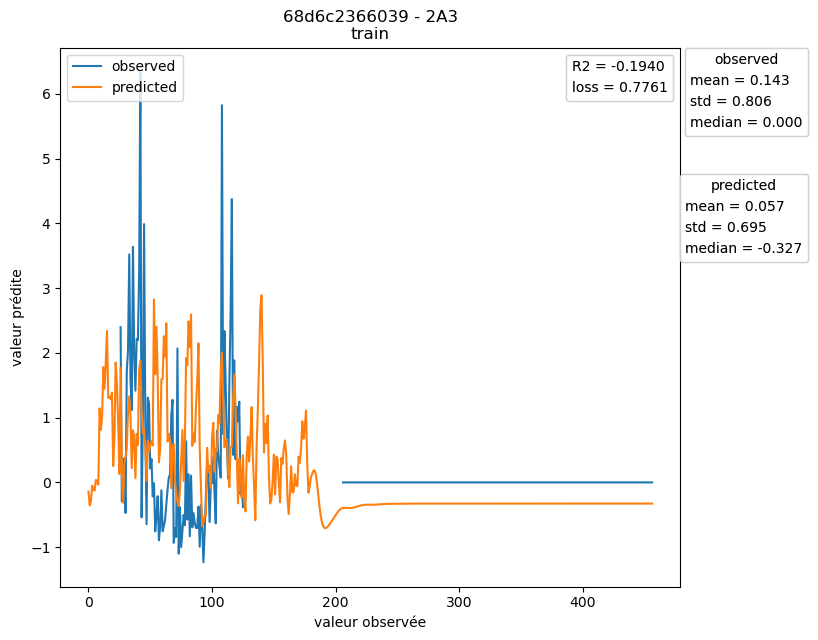 68d6c2366039 - 2A3
train
observed
predicted
R2 = -0.1940
loss = 0.7761
observed
mean = 0.143
std = 0.806
median = 0.000
predicted
mean = 0.057
std = 0.695
median = -0.327
valeur prédite
6
5
4
3
2
1
0
−1
0
100
200
300
400
valeur observée